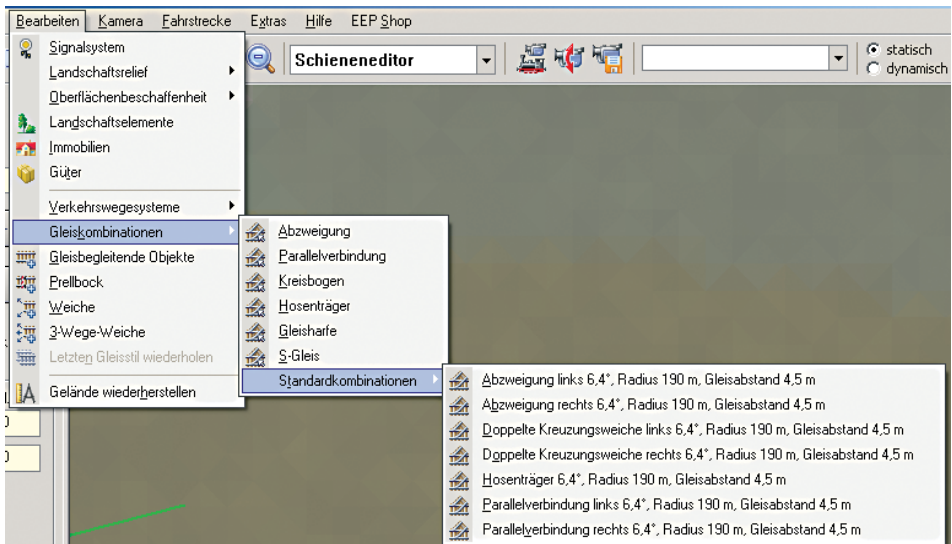 Bearbeiten Kamera Fahrstrecke Extras Hilfe EEP Shop
Schieneneditor
statisch
dynamisch
Signalsystem
Landschaftsrelief
Oberflächenbeschaffenheit
Landschaftselemente
Immobilien
Güter
Verkehrswegesysteme
Gleiskombinationen
Gleisbegleitende Objekte
Prellbock
Weiche
3-Wege-Weiche
Letzten Gleisstil wiederholen
Gelände wiederherstellen
Abzweigung
Parallelverbindung
Kreisbogen
Hosenträger
Gleisharfe
S-Gleis
Standardkombinationen
Abzweigung links 6,4°, Radius 190 m, Gleisabstand 4,5 m
Abzweigung rechts 6,4°, Radius 190 m, Gleisabstand 4,5 m
Doppelte Kreuzungsweiche links 6,4°, Radius 190 m, Gleisabstand 4,5 m
Doppelte Kreuzungsweiche rechts 6,4°, Radius 190 m, Gleisabstand 4,5 m
Hosenträger 6,4°, Radius 190 m, Gleisabstand 4,5 m
Parallelverbindung links 6,4°, Radius 190 m, Gleisabstand 4,5 m
Parallelverbindung rechts 6,4°, Radius 190 m, Gleisabstand 4,5 m